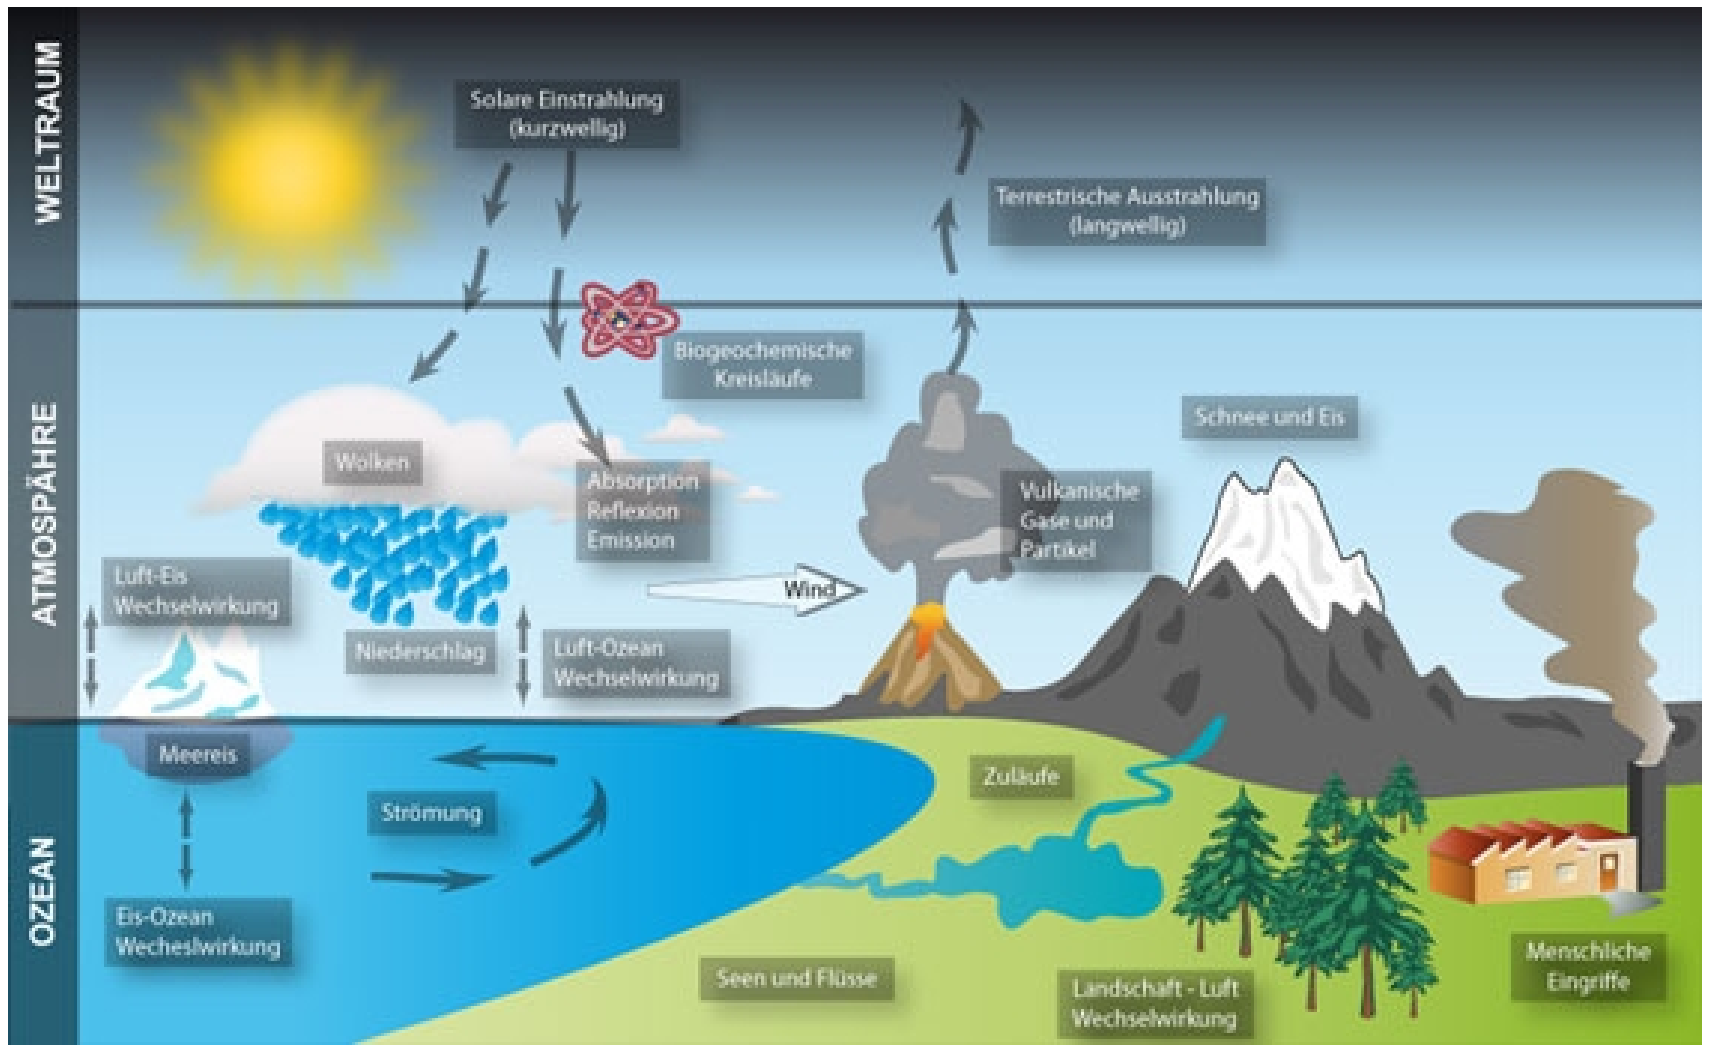 WELTRAUM
Solare Einstrahlung
(kurzwellig)
Terrestrische Ausstrahlung
(langwellig)
ATMOSPÄHRE
Biogeochemische
Kreisläufe
Schnee und Eis
Wolken
Absorption
Reflexion
Emission
Vulkanische
Gase und
Partikel
Luft-Eis
Wechselwirkung
Wind
Niederschlag
Luft-Ozean
Wechselwirkung
OZEAN
Meereis
Zuläufe
Strömung
Eis-Ozean
Wecheslwirkung
Seen und Flüsse
Landschaft - Luft
Wechselwirkung
Menschliche
Eingriffe